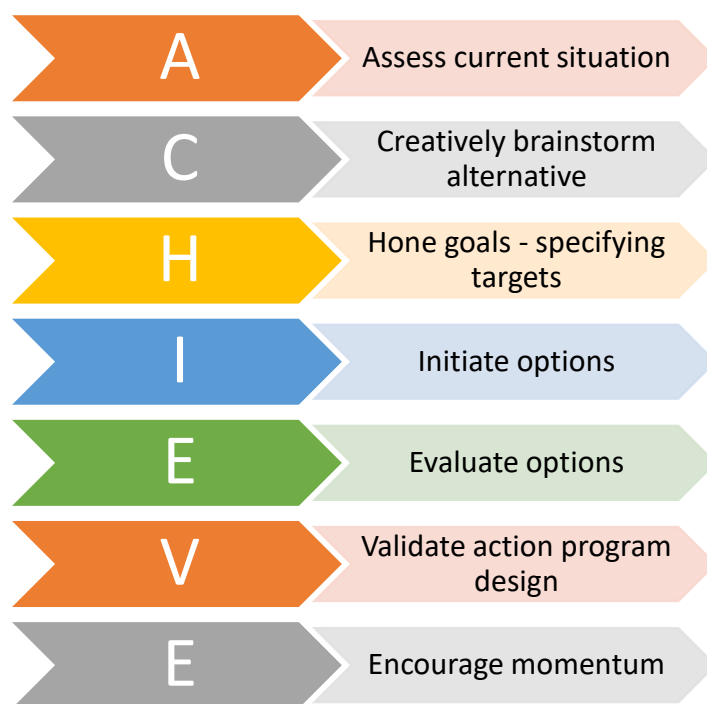 A
Assess current situation
C
Creatively brainstorm
alternative
H
Hone goals - specifying
targets
I
Initiate options
E
Evaluate options
V
Validate action program
design
E
Encourage momentum